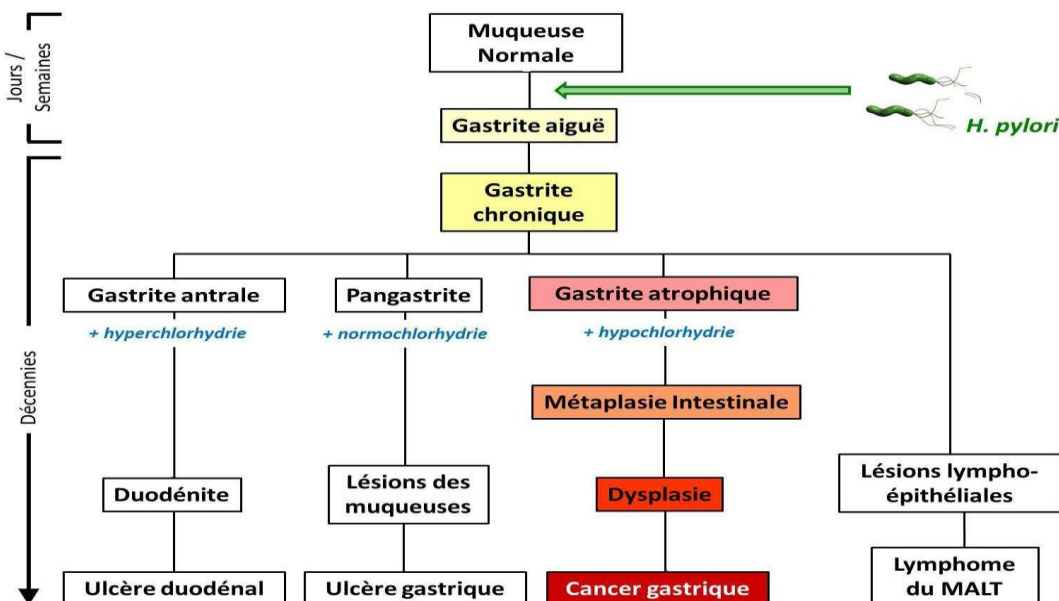 Jours /
Semaines
Muqueuse
Normale
H. pylori
Gastrite aiguë
Décennies
Gastrite
chronique
Gastrite antrale
+ hyperchlorhydrie
Pangastrite
+ normochlorhydrie
Gastrite atrophique
+ hypochlorhydrie
Métaplasie Intestinale
Duodénite
Lésions des
muqueuses
Dysplasie
Lésions lympho-
épithéliales
Ulcère duodénal
Ulcère gastrique
Cancer gastrique
Lymphome
du MALT